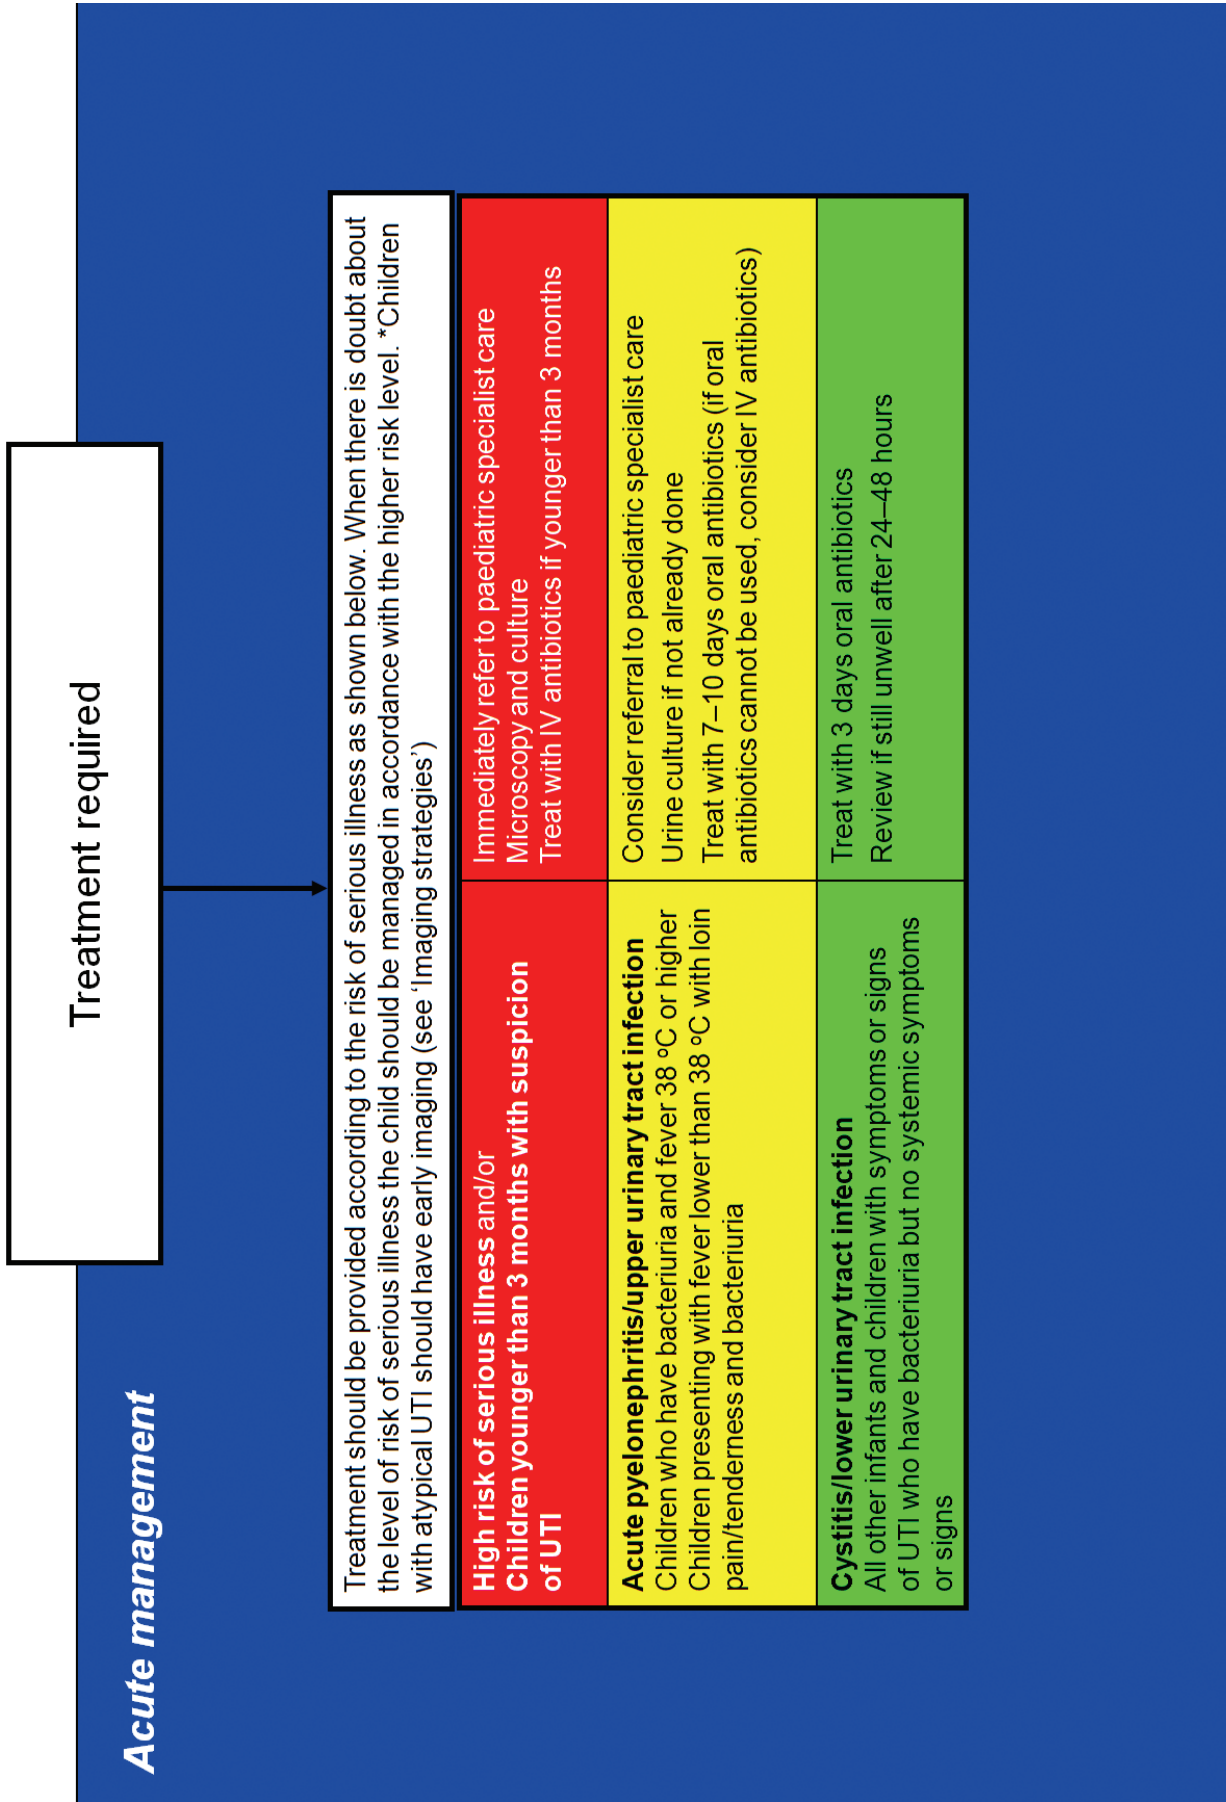 Treatment required
Acute management
Treatment should be provided according to the risk of serious illness as shown below. When there is doubt about
the level of risk of serious illness the child should be managed in accordance with the higher risk level. *Children
with atypical UTI should have early imaging (see ‘Imaging strategies’)
High risk of serious illness and/or
Children younger than 3 months with suspicion
of UTI
Immediately refer to paediatric specialist care
Microscopy and culture
Treat with IV antibiotics if younger than 3 months
Acute pyelonephritis/upper urinary tract infection
Children who have bacteriuria and fever 38 ºC or higher
Children presenting with fever lower than 38 ºC with loin
pain/tenderness and bacteriuria
Consider referral to paediatric specialist care
Urine culture if not already done
Treat with 7–10 days oral antibiotics (if oral
antibiotics cannot be used, consider IV antibiotics)
Cystitis/lower urinary tract infection
All other infants and children with symptoms or signs
of UTI who have bacteriuria but no systemic symptoms
or signs
Treat with 3 days oral antibiotics
Review if still unwell after 24–48 hours